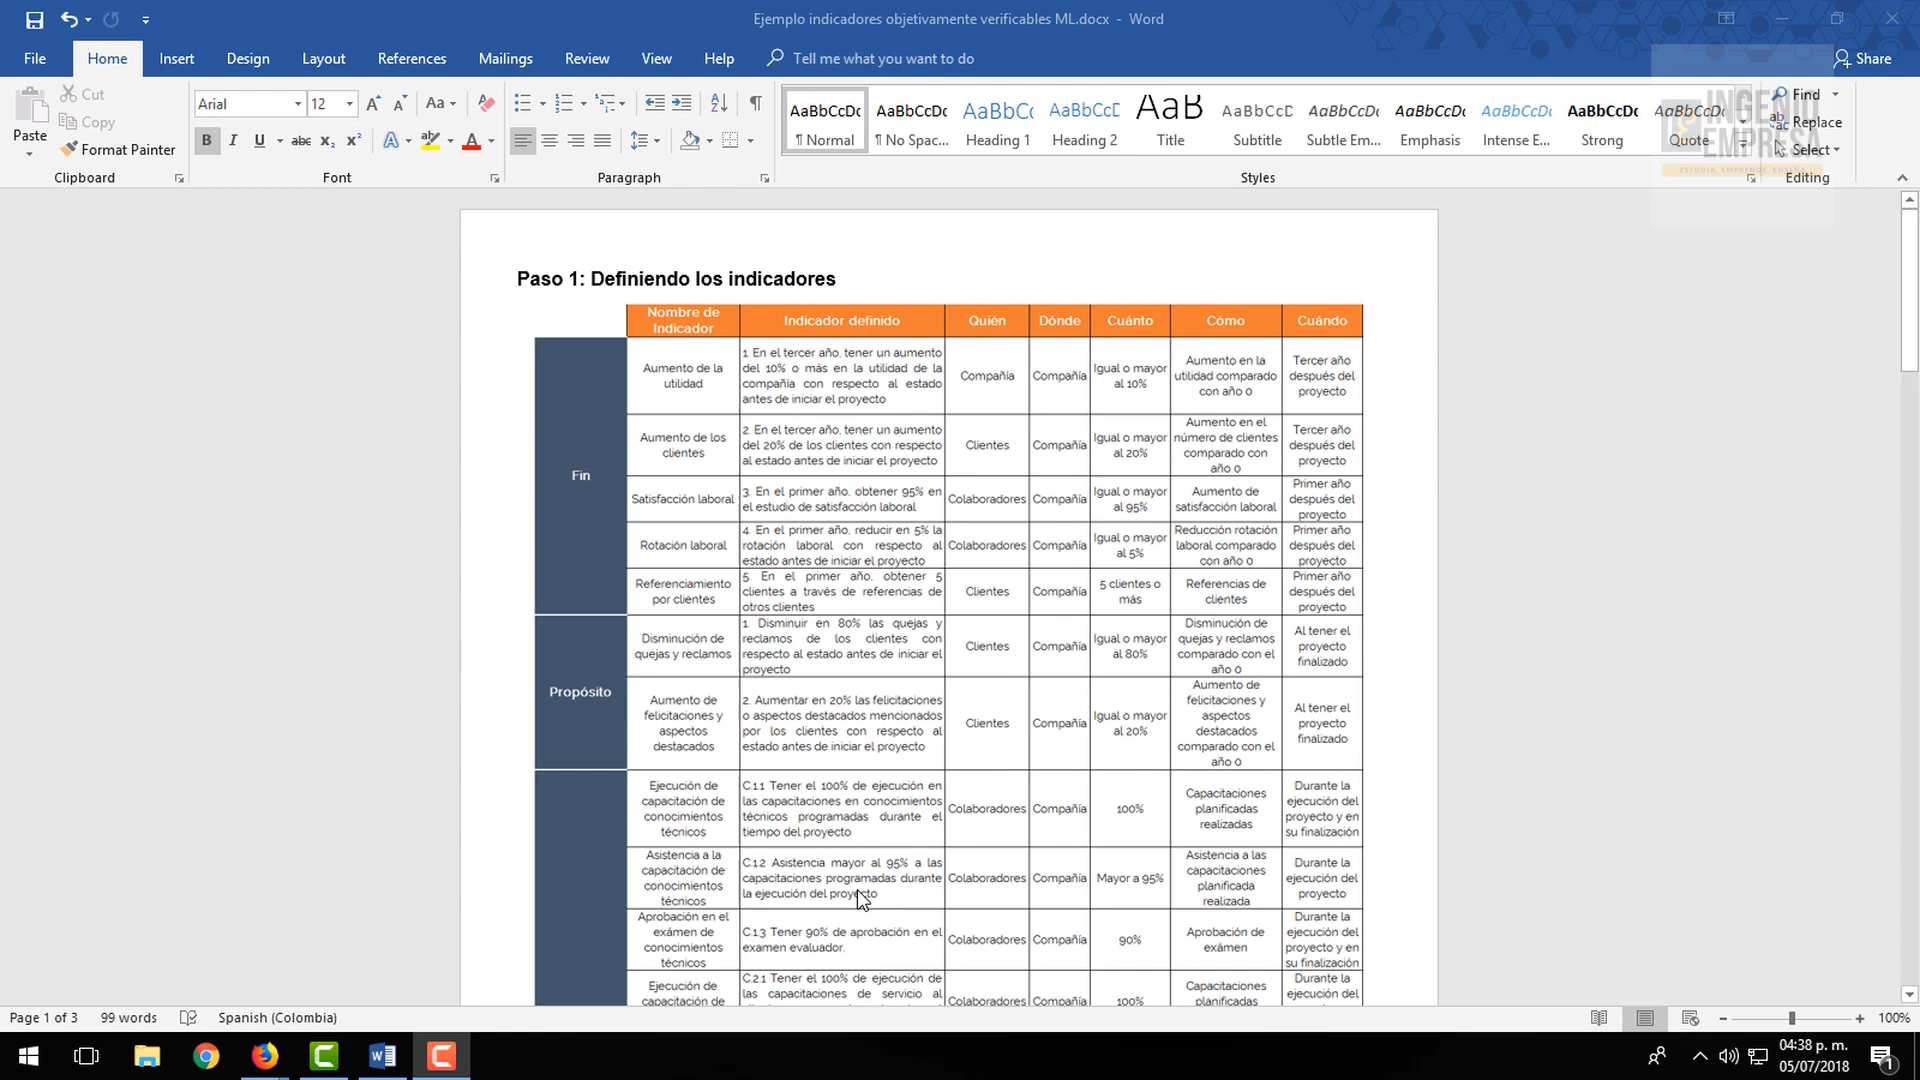 Ejemplo indicadores objetivamente verificables ML.docx - Word
File Home Insert Design Layout References Mailings Review View Help Tell me what you want to do Share
Paste
Cut
Copy
Format Painter
Clipboard
Arial 12 Aa
B I U abc x₂ x² A ab A
Font
Paragraph
AaBbCcDc AaBbCcDc AaBbC AaBbCcE AaB AaBbCcD AaBbCcDc AaBbCcDc AaBbCcDc AaBbCcDc AaBbCcDc
¶ Normal ¶ No Spac... Heading 1 Heading 2 Title Subtitle Subtle Em... Emphasis Intense E... Strong Quote
Styles
Find
Replace
Select
Editing
INGENIO
EMPRESA
ESTUDIA, EMPRENDE, ENSEÑA
Paso 1: Definiendo los indicadores
Nombre de
Indicador
Indicador definido
Quién
Dónde
Cuánto
Cómo
Cuándo
Fin
Aumento de la
utilidad
1. En el tercer año, tener un aumento
del 10% o más en la utilidad de la
compañía con respecto al estado
antes de iniciar el proyecto
Compañía
Compañía
Igual o mayor
al 10%
Aumento en la
utilidad comparado
con año 0
Tercer año
después del
proyecto
Aumento de los
clientes
2. En el tercer año, tener un aumento
del 20% de los clientes con respecto
al estado antes de iniciar el proyecto
Clientes
Compañía
Igual o mayor
al 20%
Aumento en el
número de clientes
comparado con
año 0
Tercer año
después del
proyecto
Satisfacción laboral
3. En el primer año, obtener 95% en
el estudio de satisfacción laboral
Colaboradores
Compañía
Igual o mayor
al 95%
Aumento de
satisfacción laboral
Primer año
después del
proyecto
Rotación laboral
4. En el primer año, reducir en 5% la
rotación laboral con respecto al
estado antes de iniciar el proyecto
Colaboradores
Compañía
Igual o mayor
al 5%
Reducción rotación
laboral comparado
con año 0
Primer año
después del
proyecto
Referenciamiento
por clientes
5. En el primer año, obtener 5
clientes a través de referencias de
otros clientes
Clientes
Compañía
5 clientes o
más
Referencias de
clientes
Primer año
después del
proyecto
Propósito
Disminución de
quejas y reclamos
1. Disminuir en 80% las quejas y
reclamos de los clientes con
respecto al estado antes de iniciar el
proyecto
Clientes
Compañía
Igual o mayor
al 80%
Disminución de
quejas y reclamos
comparado con el
año 0
Al tener el
proyecto
finalizado
Aumento de
felicitaciones y
aspectos
destacados
2. Aumentar en 20% las felicitaciones
o aspectos destacados mencionados
por los clientes con respecto al
estado antes de iniciar el proyecto
Clientes
Compañía
Igual o mayor
al 20%
Aumento de
felicitaciones y
aspectos
destacados
comparado con el
año 0
Al tener el
proyecto
finalizado
Ejecución de
capacitación de
conocimientos
técnicos
C.1.1 Tener el 100% de ejecución en
las capacitaciones en conocimientos
técnicos programadas durante el
tiempo del proyecto
Colaboradores
Compañía
100%
Capacitaciones
planificadas
realizadas
Durante la
ejecución del
proyecto y en
su finalización
Asistencia a la
capacitación de
conocimientos
técnicos
C.1.2 Asistencia mayor al 95% a las
capacitaciones programadas durante
la ejecución del proyecto
Colaboradores
Compañía
Mayor a 95%
Asistencia a las
capacitaciones
planificada
realizada
Durante la
ejecución del
proyecto
Aprobación en el
exámen de
conocimientos
técnicos
C.1.3 Tener 90% de aprobación en el
examen evaluador.
Colaboradores
Compañía
90%
Aprobación de
exámen
Durante la
ejecución del
proyecto y en
su finalización
Ejecución de
capacitación de
C.2.1 Tener el 100% de ejecución de
las capacitaciones de servicio al
Colaboradores
Compañía
100%
Capacitaciones
planificadas
Durante la
ejecución del
Page 1 of 3 99 words Spanish (Colombia) 100%
04:38 p. m.
05/07/2018
1